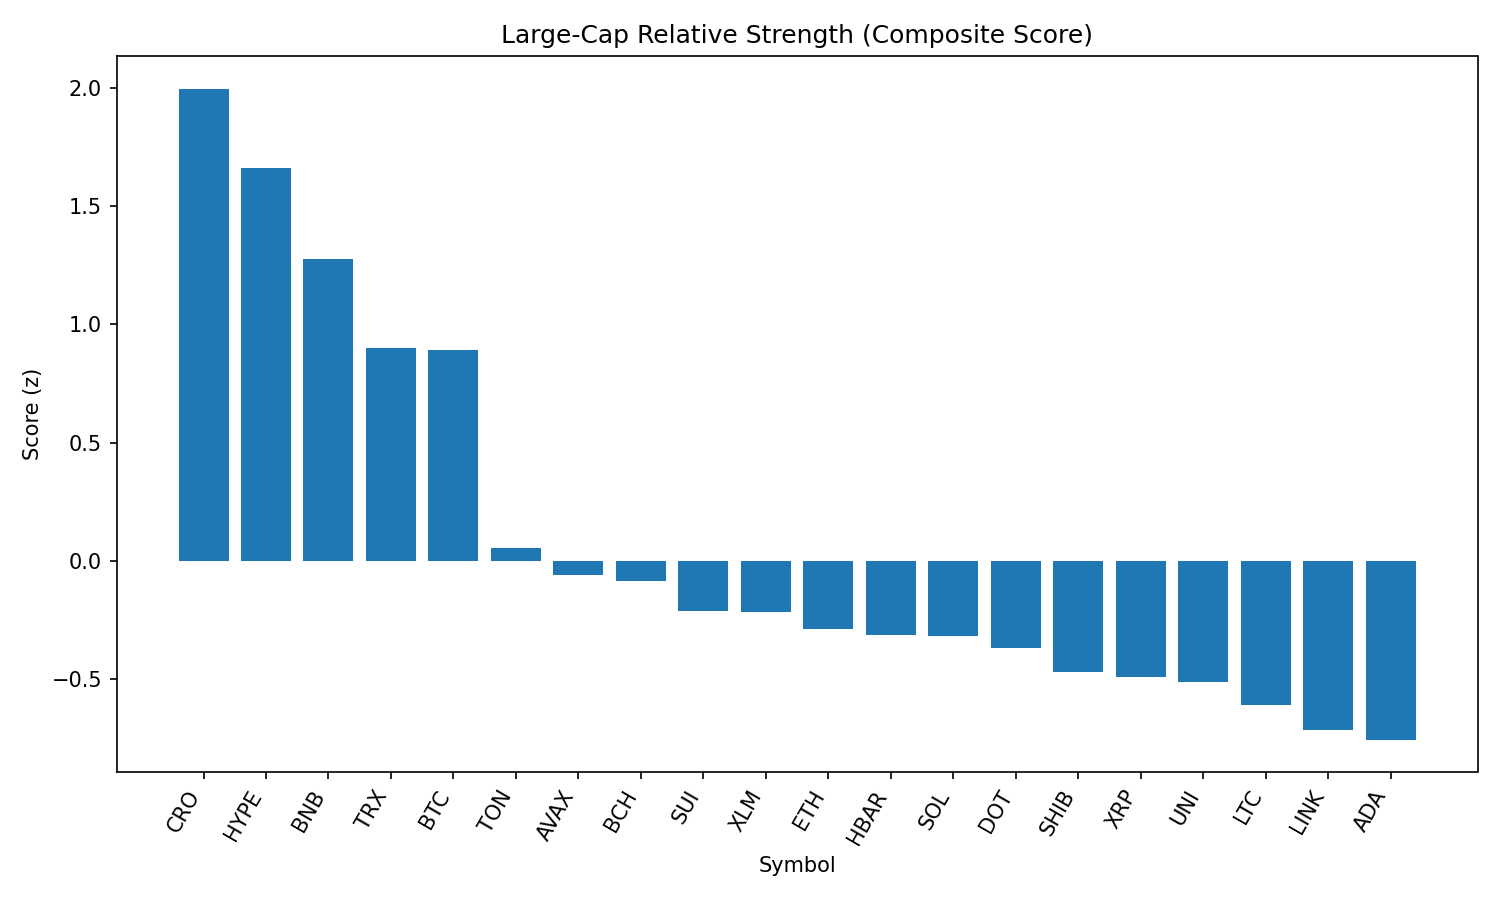 Large-Cap Relative Strength (Composite Score)
2.0
1.5
1.0
0.5
0.0
−0.5
Score (z)
CRO
HYPE
BNB
TRX
BTC
TON
AVAX
BCH
SUI
XLM
ETH
HBAR
SOL
DOT
SHIB
XRP
UNI
LTC
LINK
ADA
Symbol